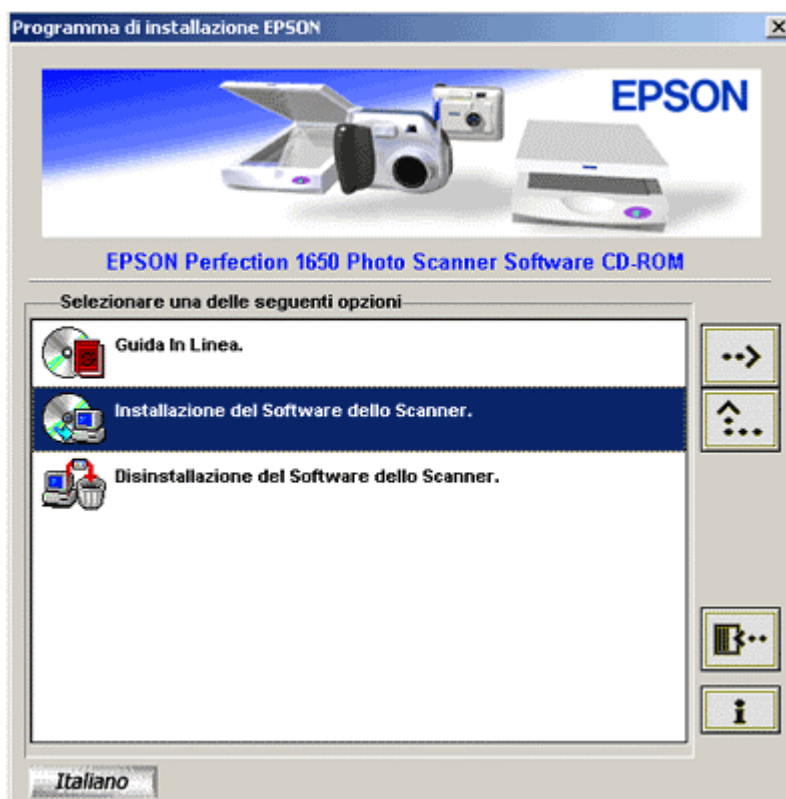 Programma di installazione EPSON
EPSON
EPSON Perfection 1650 Photo Scanner Software CD-ROM
Selezionare una delle seguenti opzioni
Guida In Linea.
Installazione del Software dello Scanner.
Disinstallazione del Software dello Scanner.
i
Italiano